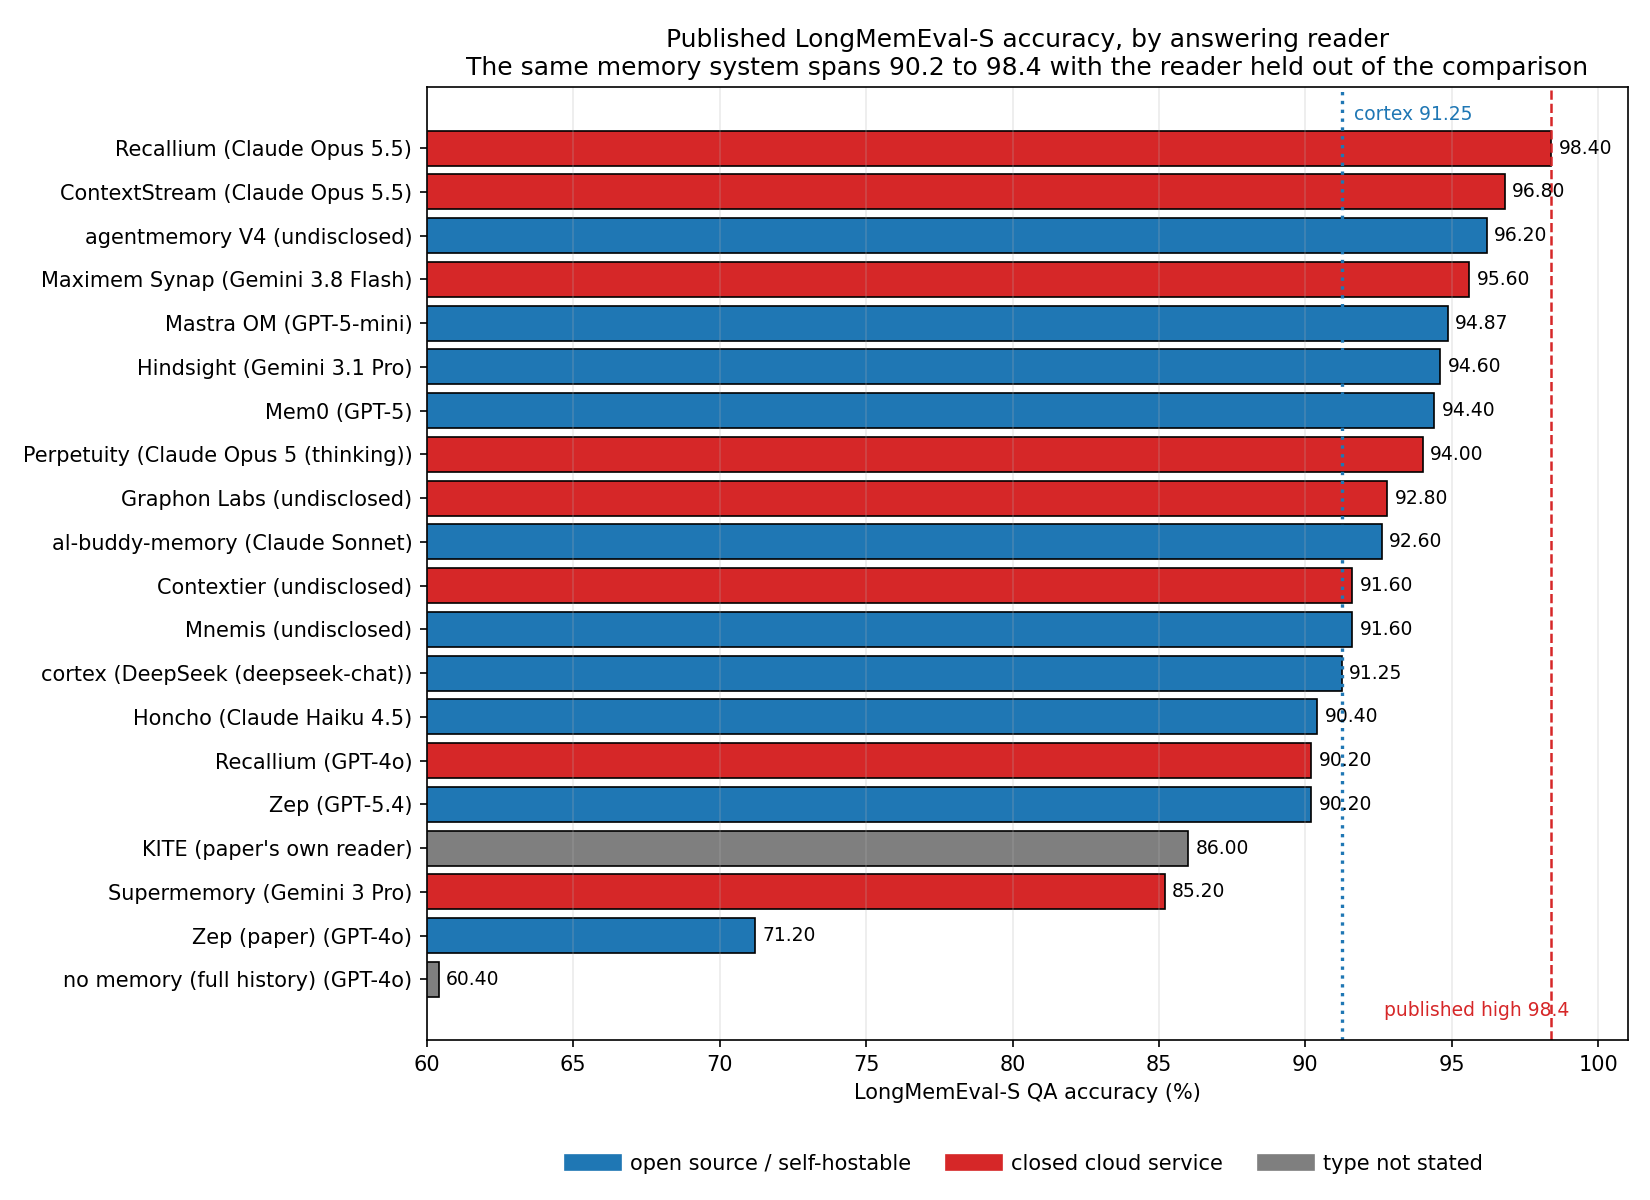 Published LongMemEval-S accuracy, by answering reader
The same memory system spans 90.2 to 98.4 with the reader held out of the comparison
cortex 91.25
Recallium (Claude Opus 5.5) 98.40
ContextStream (Claude Opus 5.5) 96.80
agentmemory V4 (undisclosed) 96.20
Maximem Synap (Gemini 3.8 Flash) 95.60
Mastra OM (GPT-5-mini) 94.87
Hindsight (Gemini 3.1 Pro) 94.60
Mem0 (GPT-5) 94.40
Perpetuity (Claude Opus 5 (thinking)) 94.00
Graphon Labs (undisclosed) 92.80
al-buddy-memory (Claude Sonnet) 92.60
Contextier (undisclosed) 91.60
Mnemis (undisclosed) 91.60
cortex (DeepSeek (deepseek-chat)) 91.25
Honcho (Claude Haiku 4.5) 90.40
Recallium (GPT-4o) 90.20
Zep (GPT-5.4) 90.20
KITE (paper's own reader) 86.00
Supermemory (Gemini 3 Pro) 85.20
Zep (paper) (GPT-4o) 71.20
no memory (full history) (GPT-4o) 60.40
published high 98.4
60 65 70 75 80 85 90 95 100
LongMemEval-S QA accuracy (%)
open source / self-hostable closed cloud service type not stated